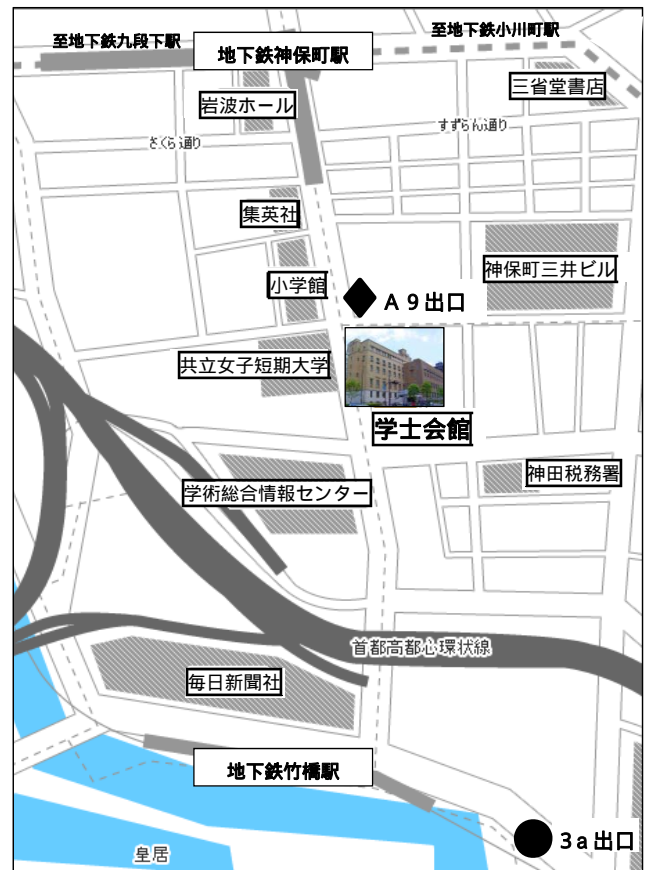 至地下鉄九段下駅
地下鉄神保町駅
至地下鉄小川町駅
岩波ホール
三省堂書店
さくら通り
すずらん通り
集英社
神保町三井ビル
小学館
A9出口
共立女子短期大学
学士会館
学術総合情報センター
神田税務署
首都高都心環状線
毎日新聞社
地下鉄竹橋駅
3a出口
皇居